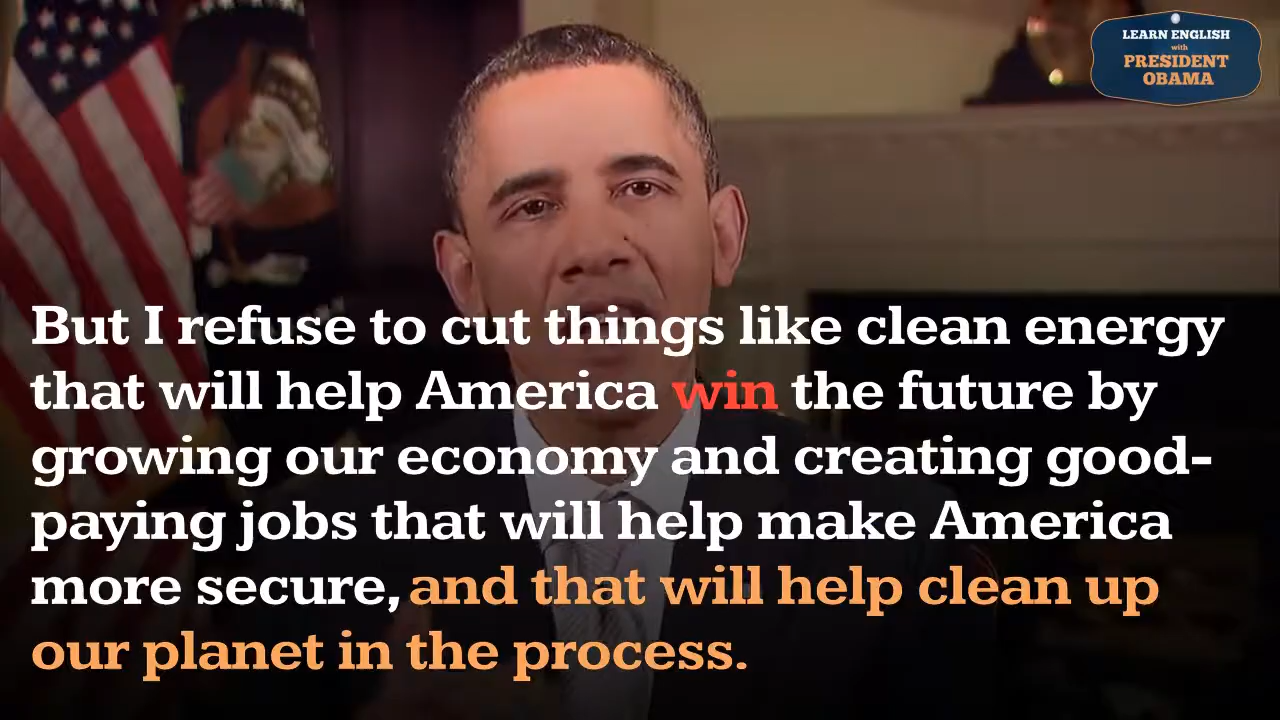 LEARN ENGLISH
with
PRESIDENT
OBAMA
But I refuse to cut things like clean energy
that will help America win the future by
growing our economy and creating good-
paying jobs that will help make America
more secure, and that will help clean up
our planet in the process.